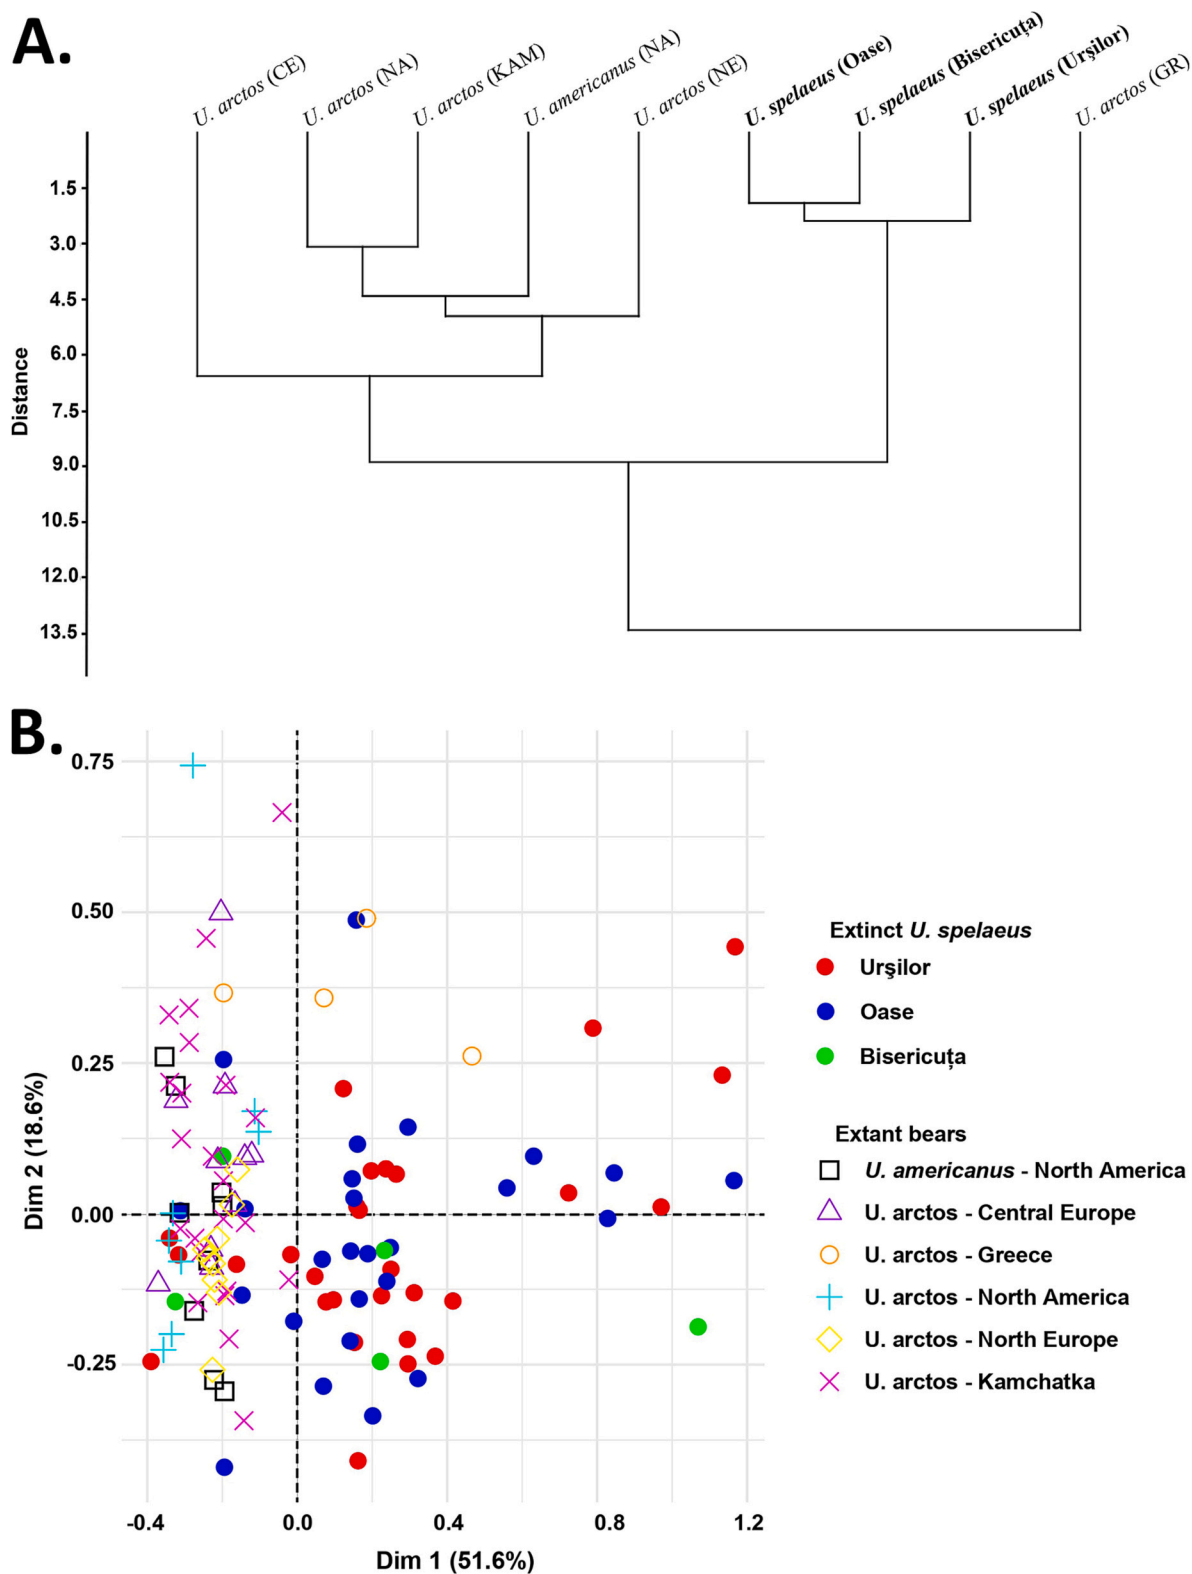 A.
U. arctos (CE)
U. arctos (NA)
U. arctos (KAM)
U. americanus (NA)
U. arctos (NE)
U. spelaeus (Oase)
U. spelaeus (Bisericuța)
U. spelaeus (Urşilor)
U. arctos (GR)
1.5
3.0
4.5
6.0
7.5
9.0
10.5
12.0
13.5
Distance
B.
0.75
0.50
0.25
0.00
-0.25
Dim 2 (18.6%)
-0.4
0.0
0.4
0.8
1.2
Dim 1 (51.6%)
Extinct U. spelaeus
Urşilor
Oase
Bisericuța
Extant bears
U. americanus - North America
U. arctos - Central Europe
U. arctos - Greece
U. arctos - North America
U. arctos - North Europe
U. arctos - Kamchatka